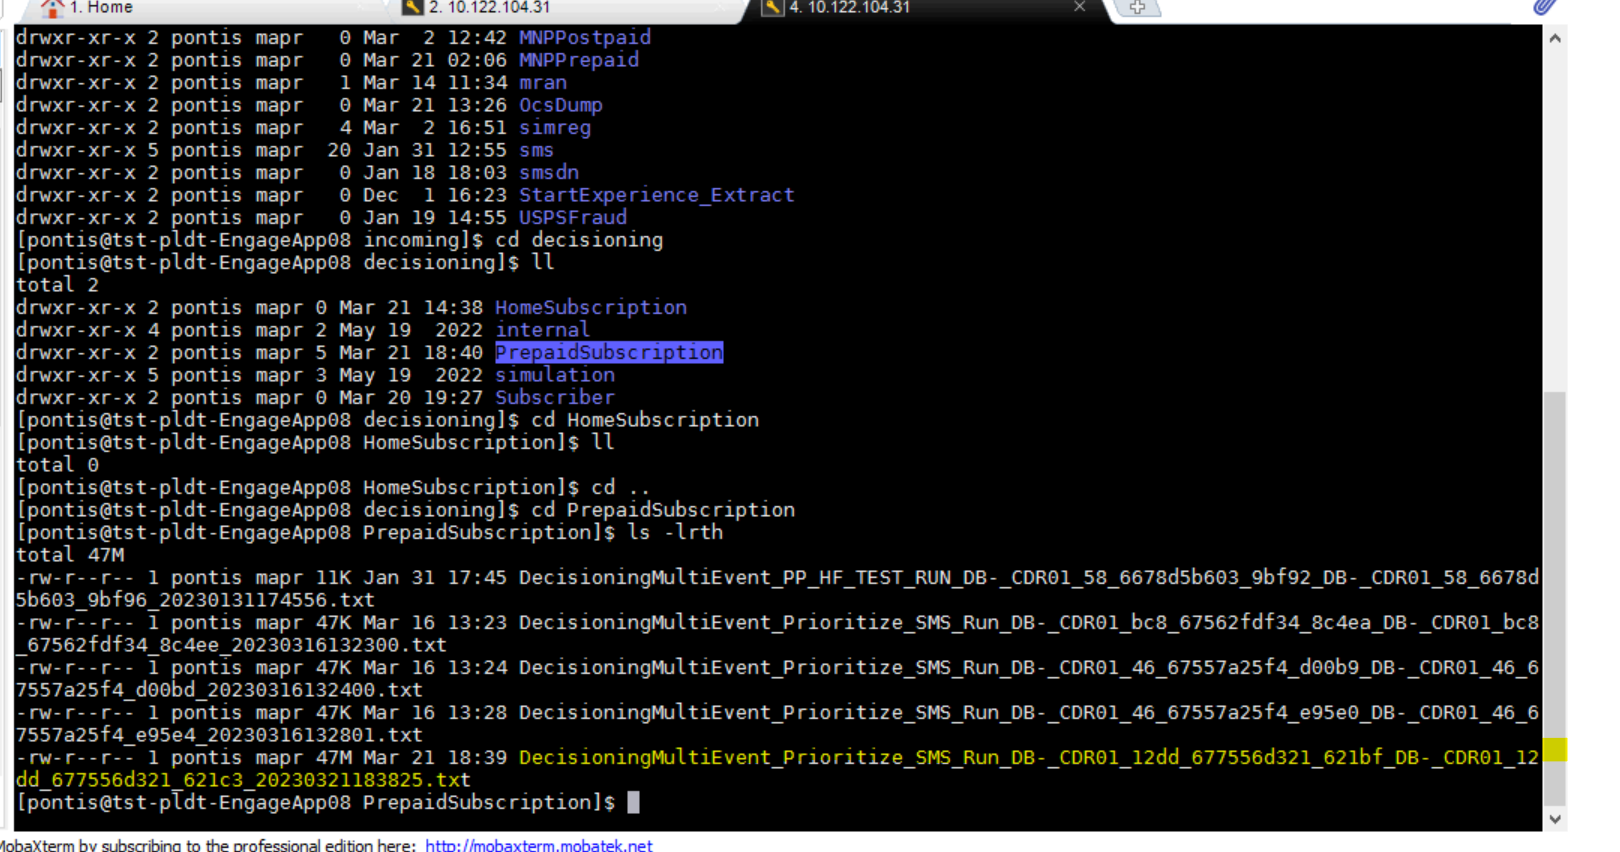 1. Home
2. 10.122.104.31
4. 10.122.104.31
drwxr-xr-x 2 pontis mapr   0 Mar  2 12:42 MNPPostpaid
drwxr-xr-x 2 pontis mapr   0 Mar 21 02:06 MNPPrepaid
drwxr-xr-x 2 pontis mapr   1 Mar 14 11:34 mran
drwxr-xr-x 2 pontis mapr   0 Mar 21 13:26 OcsDump
drwxr-xr-x 2 pontis mapr   4 Mar  2 16:51 simreg
drwxr-xr-x 5 pontis mapr  20 Jan 31 12:55 sms
drwxr-xr-x 2 pontis mapr   0 Jan 18 18:03 smsdn
drwxr-xr-x 2 pontis mapr   0 Dec  1 16:23 StartExperience_Extract
drwxr-xr-x 2 pontis mapr   0 Jan 19 14:55 USPSFraud
[pontis@tst-pldt-EngageApp08 incoming]$ cd decisioning
[pontis@tst-pldt-EngageApp08 decisioning]$ ll
total 2
drwxr-xr-x 2 pontis mapr 0 Mar 21 14:38 HomeSubscription
drwxr-xr-x 4 pontis mapr 2 May 19  2022 internal
drwxr-xr-x 2 pontis mapr 5 Mar 21 18:40 PrepaidSubscription
drwxr-xr-x 5 pontis mapr 3 May 19  2022 simulation
drwxr-xr-x 2 pontis mapr 0 Mar 20 19:27 Subscriber
[pontis@tst-pldt-EngageApp08 decisioning]$ cd HomeSubscription
[pontis@tst-pldt-EngageApp08 HomeSubscription]$ ll
total 0
[pontis@tst-pldt-EngageApp08 HomeSubscription]$ cd ..
[pontis@tst-pldt-EngageApp08 decisioning]$ cd PrepaidSubscription
[pontis@tst-pldt-EngageApp08 PrepaidSubscription]$ ls -lrth
total 47M
-rw-r--r-- 1 pontis mapr 11K Jan 31 17:45 DecisioningMultiEvent_PP_HF_TEST_RUN_DB-_CDR01_58_6678d5b603_9bf92_DB-_CDR01_58_6678d
5b603_9bf96_20230131174556.txt
-rw-r--r-- 1 pontis mapr 47K Mar 16 13:23 DecisioningMultiEvent_Prioritize_SMS_Run_DB-_CDR01_bc8_67562fdf34_8c4ea_DB-_CDR01_bc8
_67562fdf34_8c4ee_20230316132300.txt
-rw-r--r-- 1 pontis mapr 47K Mar 16 13:24 DecisioningMultiEvent_Prioritize_SMS_Run_DB-_CDR01_46_67557a25f4_d00b9_DB-_CDR01_46_6
7557a25f4_d00bd_20230316132400.txt
-rw-r--r-- 1 pontis mapr 47K Mar 16 13:28 DecisioningMultiEvent_Prioritize_SMS_Run_DB-_CDR01_46_67557a25f4_e95e0_DB-_CDR01_46_6
7557a25f4_e95e4_20230316132801.txt
-rw-r--r-- 1 pontis mapr 47M Mar 21 18:39 DecisioningMultiEvent_Prioritize_SMS_Run_DB-_CDR01_12dd_677556d321_621bf_DB-_CDR01_12
dd_677556d321_621c3_20230321183825.txt
[pontis@tst-pldt-EngageApp08 PrepaidSubscription]$
MobaXterm by subscribing to the professional edition here: http://mobaxterm.mobatek.net